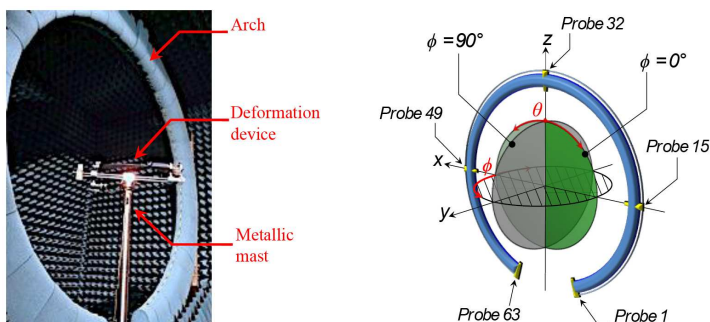 Arch
Deformation
device
Metallic
mast
Probe 32
ϕ = 90°
z
ϕ = 0°
Probe 49
θ
Probe 15
x
ϕ
y
Probe 63
Probe 1